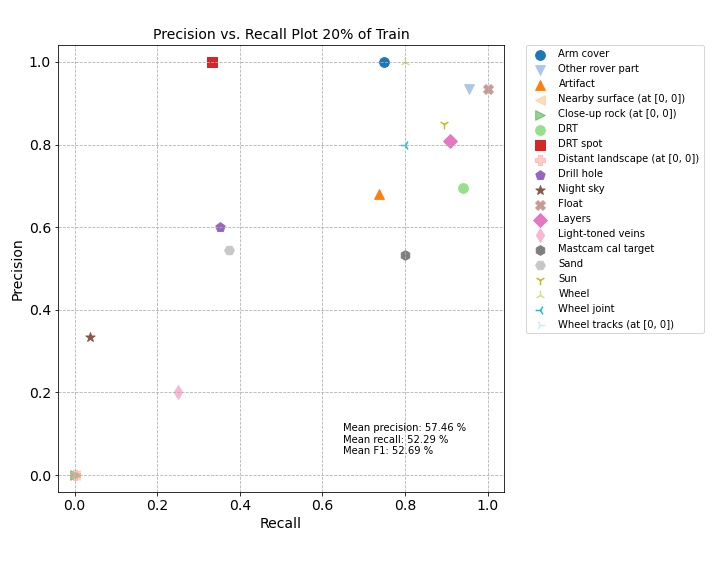 Precision vs. Recall Plot 20% of Train
1.0
0.8
0.6
0.4
0.2
0.0
Precision
0.0 0.2 0.4 0.6 0.8 1.0
Recall
Mean precision: 57.46 %
Mean recall: 52.29 %
Mean F1: 52.69 %
Arm cover
Other rover part
Artifact
Nearby surface (at [0, 0])
Close-up rock (at [0, 0])
DRT
DRT spot
Distant landscape (at [0, 0])
Drill hole
Night sky
Float
Layers
Light-toned veins
Mastcam cal target
Sand
Sun
Wheel
Wheel joint
Wheel tracks (at [0, 0])